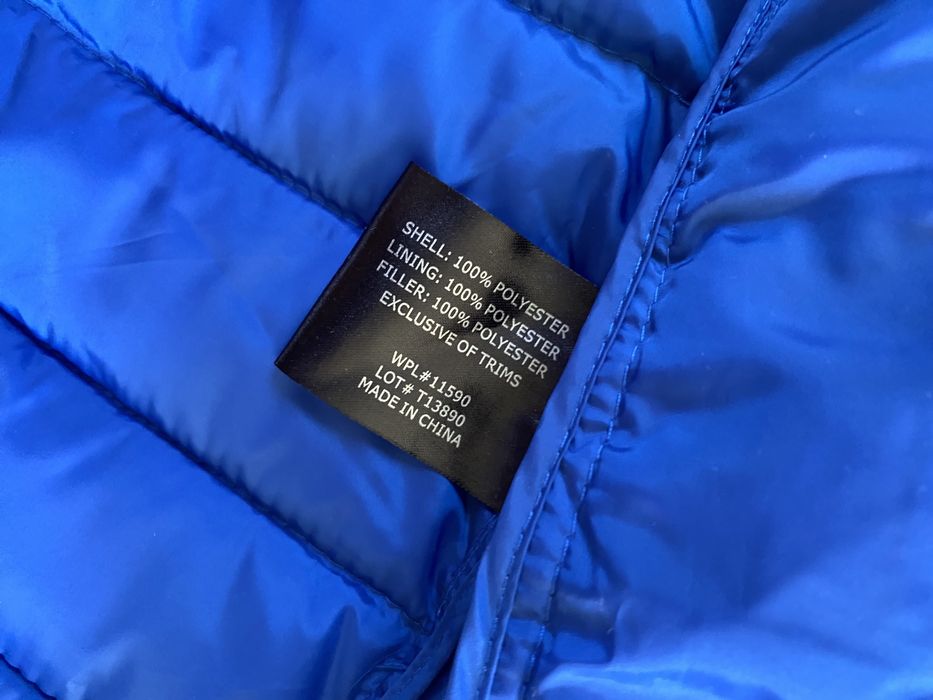 SHELL: 100% POLYESTER
LINING: 100% POLYESTER
FILLER: 100% POLYESTER
EXCLUSIVE OF TRIMS
WPL#11590
LOT# T13890
MADE IN CHINA